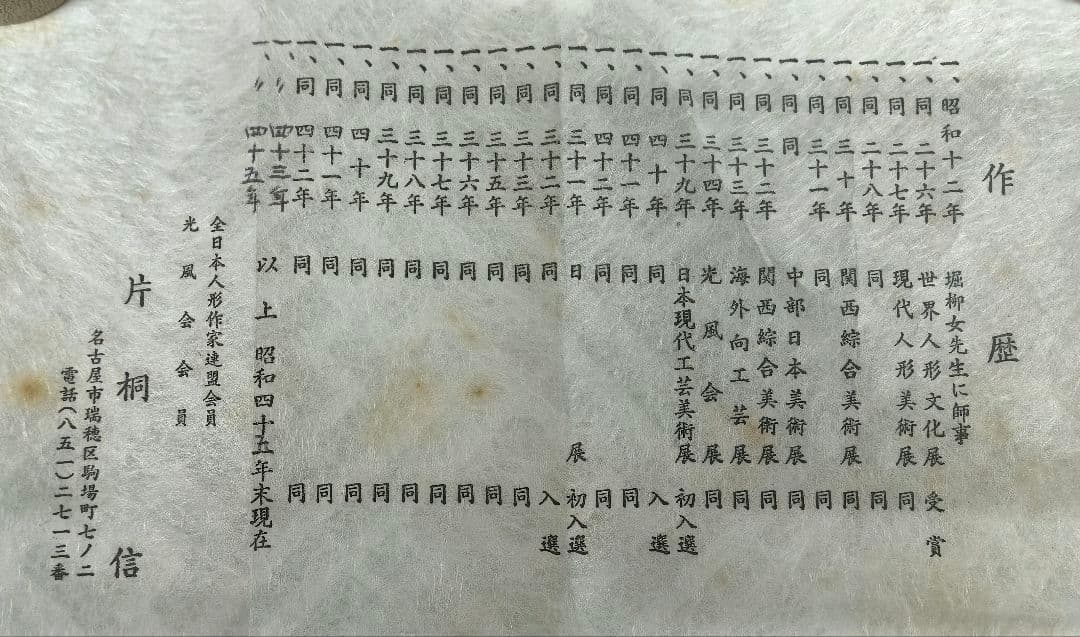 作歴
一、昭和十二年 堀柳女先生に師事
一、同二十六年 世界人形文化展 受賞
一、同二十七年 現代人形美術展 同
一、同二十八年 同 同
一、同三十年 関西綜合美術展 同
一、同三十一年 同 同
一、同同 中部日本美術展 同
一、同三十二年 関西綜合美術展 同
一、同三十三年 海外向工芸展 同
一、同三十四年 光風会展 同
一、同三十九年 日本現代工芸美術展 初入選
一、同四十年 同 入選
一、同四十一年 同 同
一、同四十二年 同 同
一、同三十一年 日展 初入選
一、同三十二年 同 入選
一、同三十三年 同 同
一、同三十五年 同 同
一、同三十六年 同 同
一、同三十七年 同 同
一、同三十八年 同 同
一、同三十九年 同 同
一、同四十年 同 同
一、同四十一年 同 同
一、同四十二年 同 同
一、〃四十三年
一、〃四十五年
以上昭和四十五年末現在
全日本人形作家連盟会員
光風会会員
片桐信
名古屋市瑞穂区駒場町七ノ二
電話(八五一)二七一三番